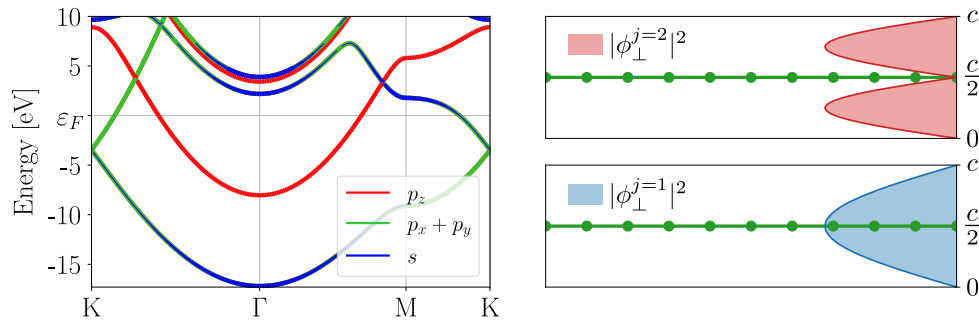 Energy [eV]
10
5
ε_F
-5
-10
-15
K
Γ
M
K
p_z
p_x + p_y
s
|ϕ_⊥^{j=2}|^2
c
c/2
0
|ϕ_⊥^{j=1}|^2
c
c/2
0